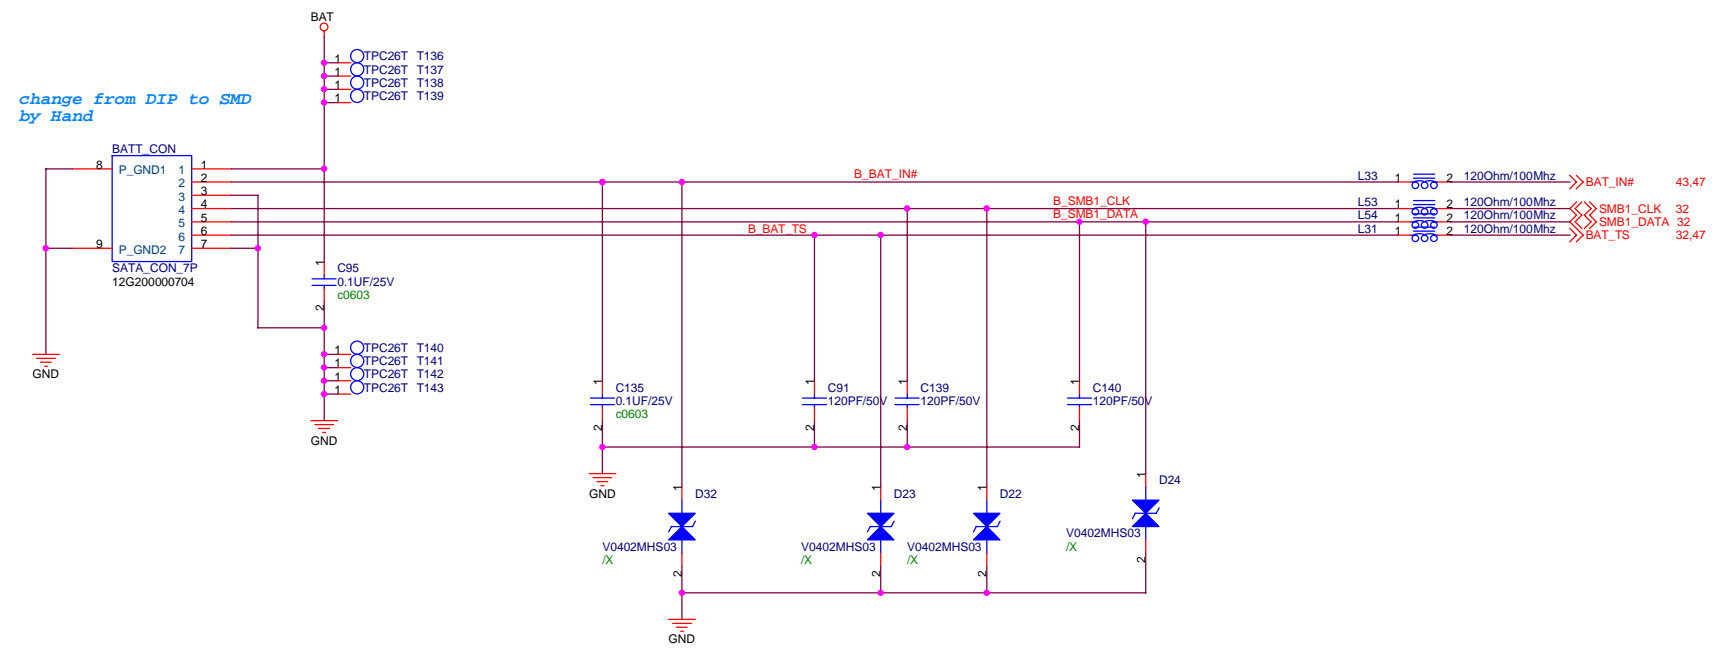 BAT
1 TPC26T T136
1 TPC26T T137
1 TPC26T T138
1 TPC26T T139
change from DIP to SMD
by Hand
BATT_CON
8 P_GND1 1 1
2 2
3 3
4 4
5 5
6 6
9 P_GND2 7 7
SATA_CON_7P
12G200000704
GND
1
C95
0.1UF/25V
c0603
2
1 TPC26T T140
1 TPC26T T141
1 TPC26T T142
1 TPC26T T143
GND
B_BAT_IN#
L33 1 2 120Ohm/100Mhz
BAT_IN# 43,47
B_SMB1_CLK
L53 1 2 120Ohm/100Mhz
SMB1_CLK 32
B_SMB1_DATA
L54 1 2 120Ohm/100Mhz
SMB1_DATA 32
B_BAT_TS
L31 1 2 120Ohm/100Mhz
BAT_TS 32,47
1
C135
0.1UF/25V
c0603
2
GND
1
C91
120PF/50V
2
1
C139
120PF/50V
2
1
C140
120PF/50V
2
1
D32
V0402MHS03
/X
2
GND
1
D23
V0402MHS03
/X
2
1
D22
V0402MHS03
/X
2
1
D24
V0402MHS03
/X
2